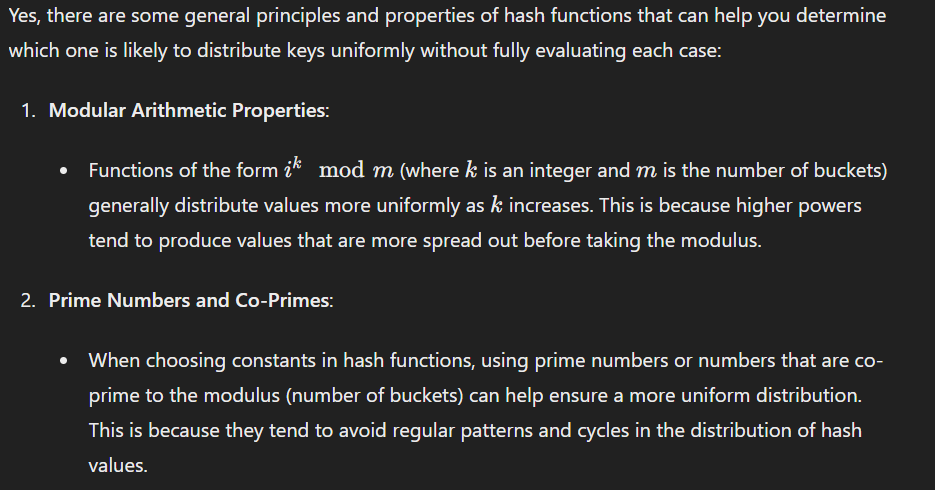 Yes, there are some general principles and properties of hash functions that can help you determine
which one is likely to distribute keys uniformly without fully evaluating each case:
1. Modular Arithmetic Properties:
• Functions of the form i^k mod m (where k is an integer and m is the number of buckets)
generally distribute values more uniformly as k increases. This is because higher powers
tend to produce values that are more spread out before taking the modulus.
2. Prime Numbers and Co-Primes:
• When choosing constants in hash functions, using prime numbers or numbers that are co-
prime to the modulus (number of buckets) can help ensure a more uniform distribution.
This is because they tend to avoid regular patterns and cycles in the distribution of hash
values.